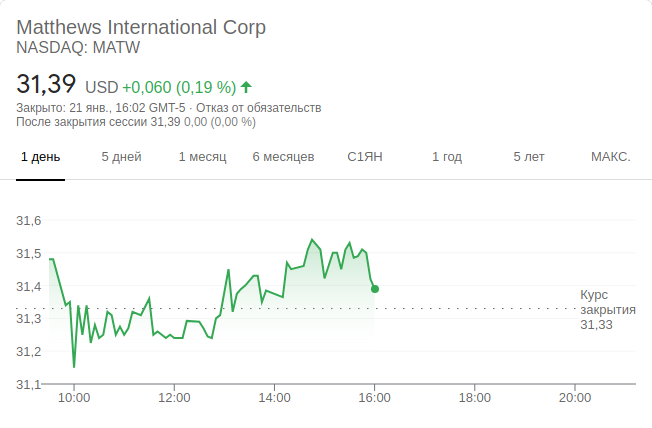 Matthews International Corp
NASDAQ: MATW
31,39 USD +0,060 (0,19 %)
Закрыто: 21 янв., 16:02 GMT-5 · Отказ от обязательств
После закрытия сессии 31,39 0,00 (0,00 %)
1 день 5 дней 1 месяц 6 месяцев С1ЯН 1 год 5 лет МАКС.
31,6
31,5
31,4
31,3
31,2
31,1
Курс
закрытия
31,33
10:00 12:00 14:00 16:00 18:00 20:00